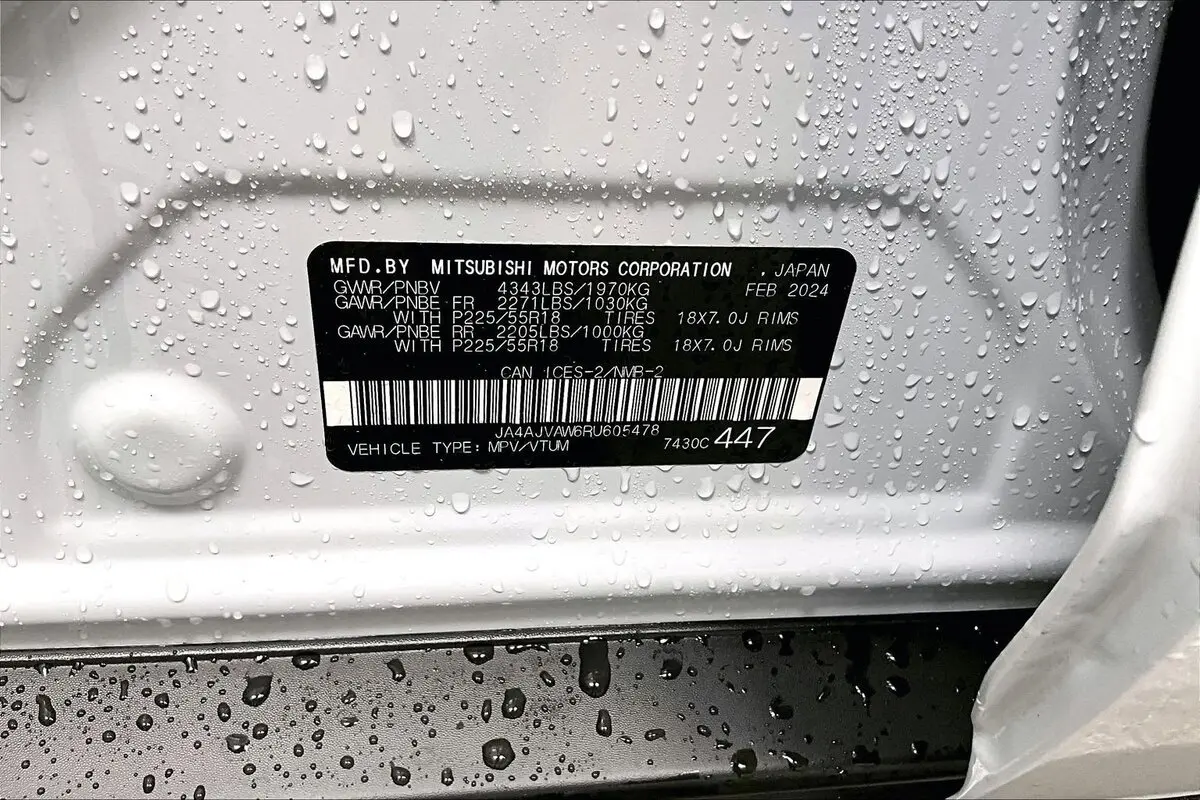 MFD.BY MITSUBISHI MOTORS CORPORATION . JAPAN
GVWR/PNBV 4343LBS/1970KG FEB 2024
GAWR/PNBE FR 2271LBS/1030KG
WITH P225/55R18 TIRES 18X7.0J RIMS
GAWR/PNBE RR 2205LBS/1000KG
WITH P225/55R18 TIRES 18X7.0J RIMS
CAN ICES-2/NMB-2
JA4AJVAW6RU605478
VEHICLE TYPE: MPV/VTUM 7430C 447